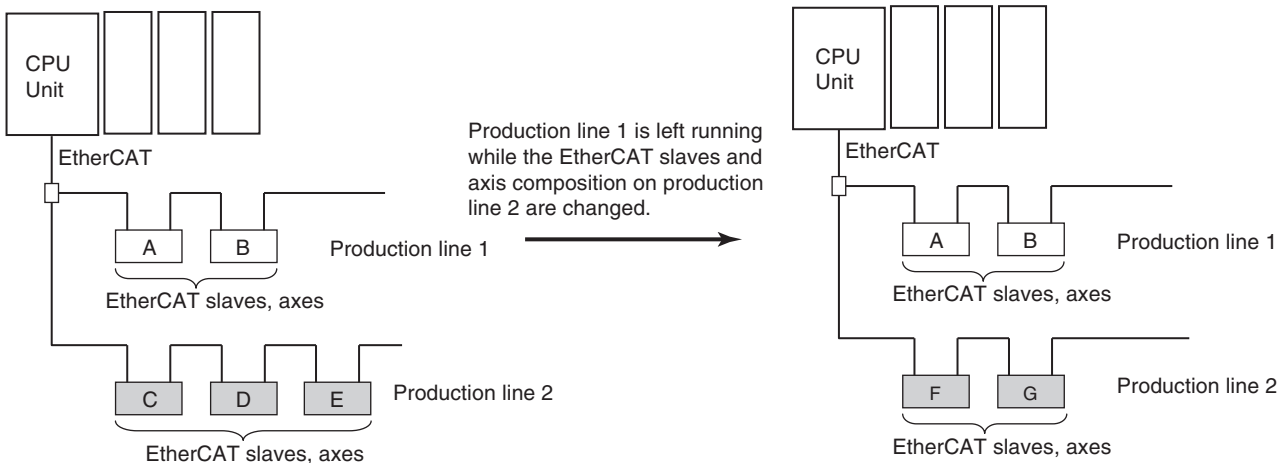 CPU
Unit
EtherCAT
A
B
Production line 1
EtherCAT slaves, axes
C
D
E
Production line 2
EtherCAT slaves, axes
Production line 1 is left running
while the EtherCAT slaves and
axis composition on production
line 2 are changed.
CPU
Unit
EtherCAT
A
B
Production line 1
EtherCAT slaves, axes
F
G
Production line 2
EtherCAT slaves, axes